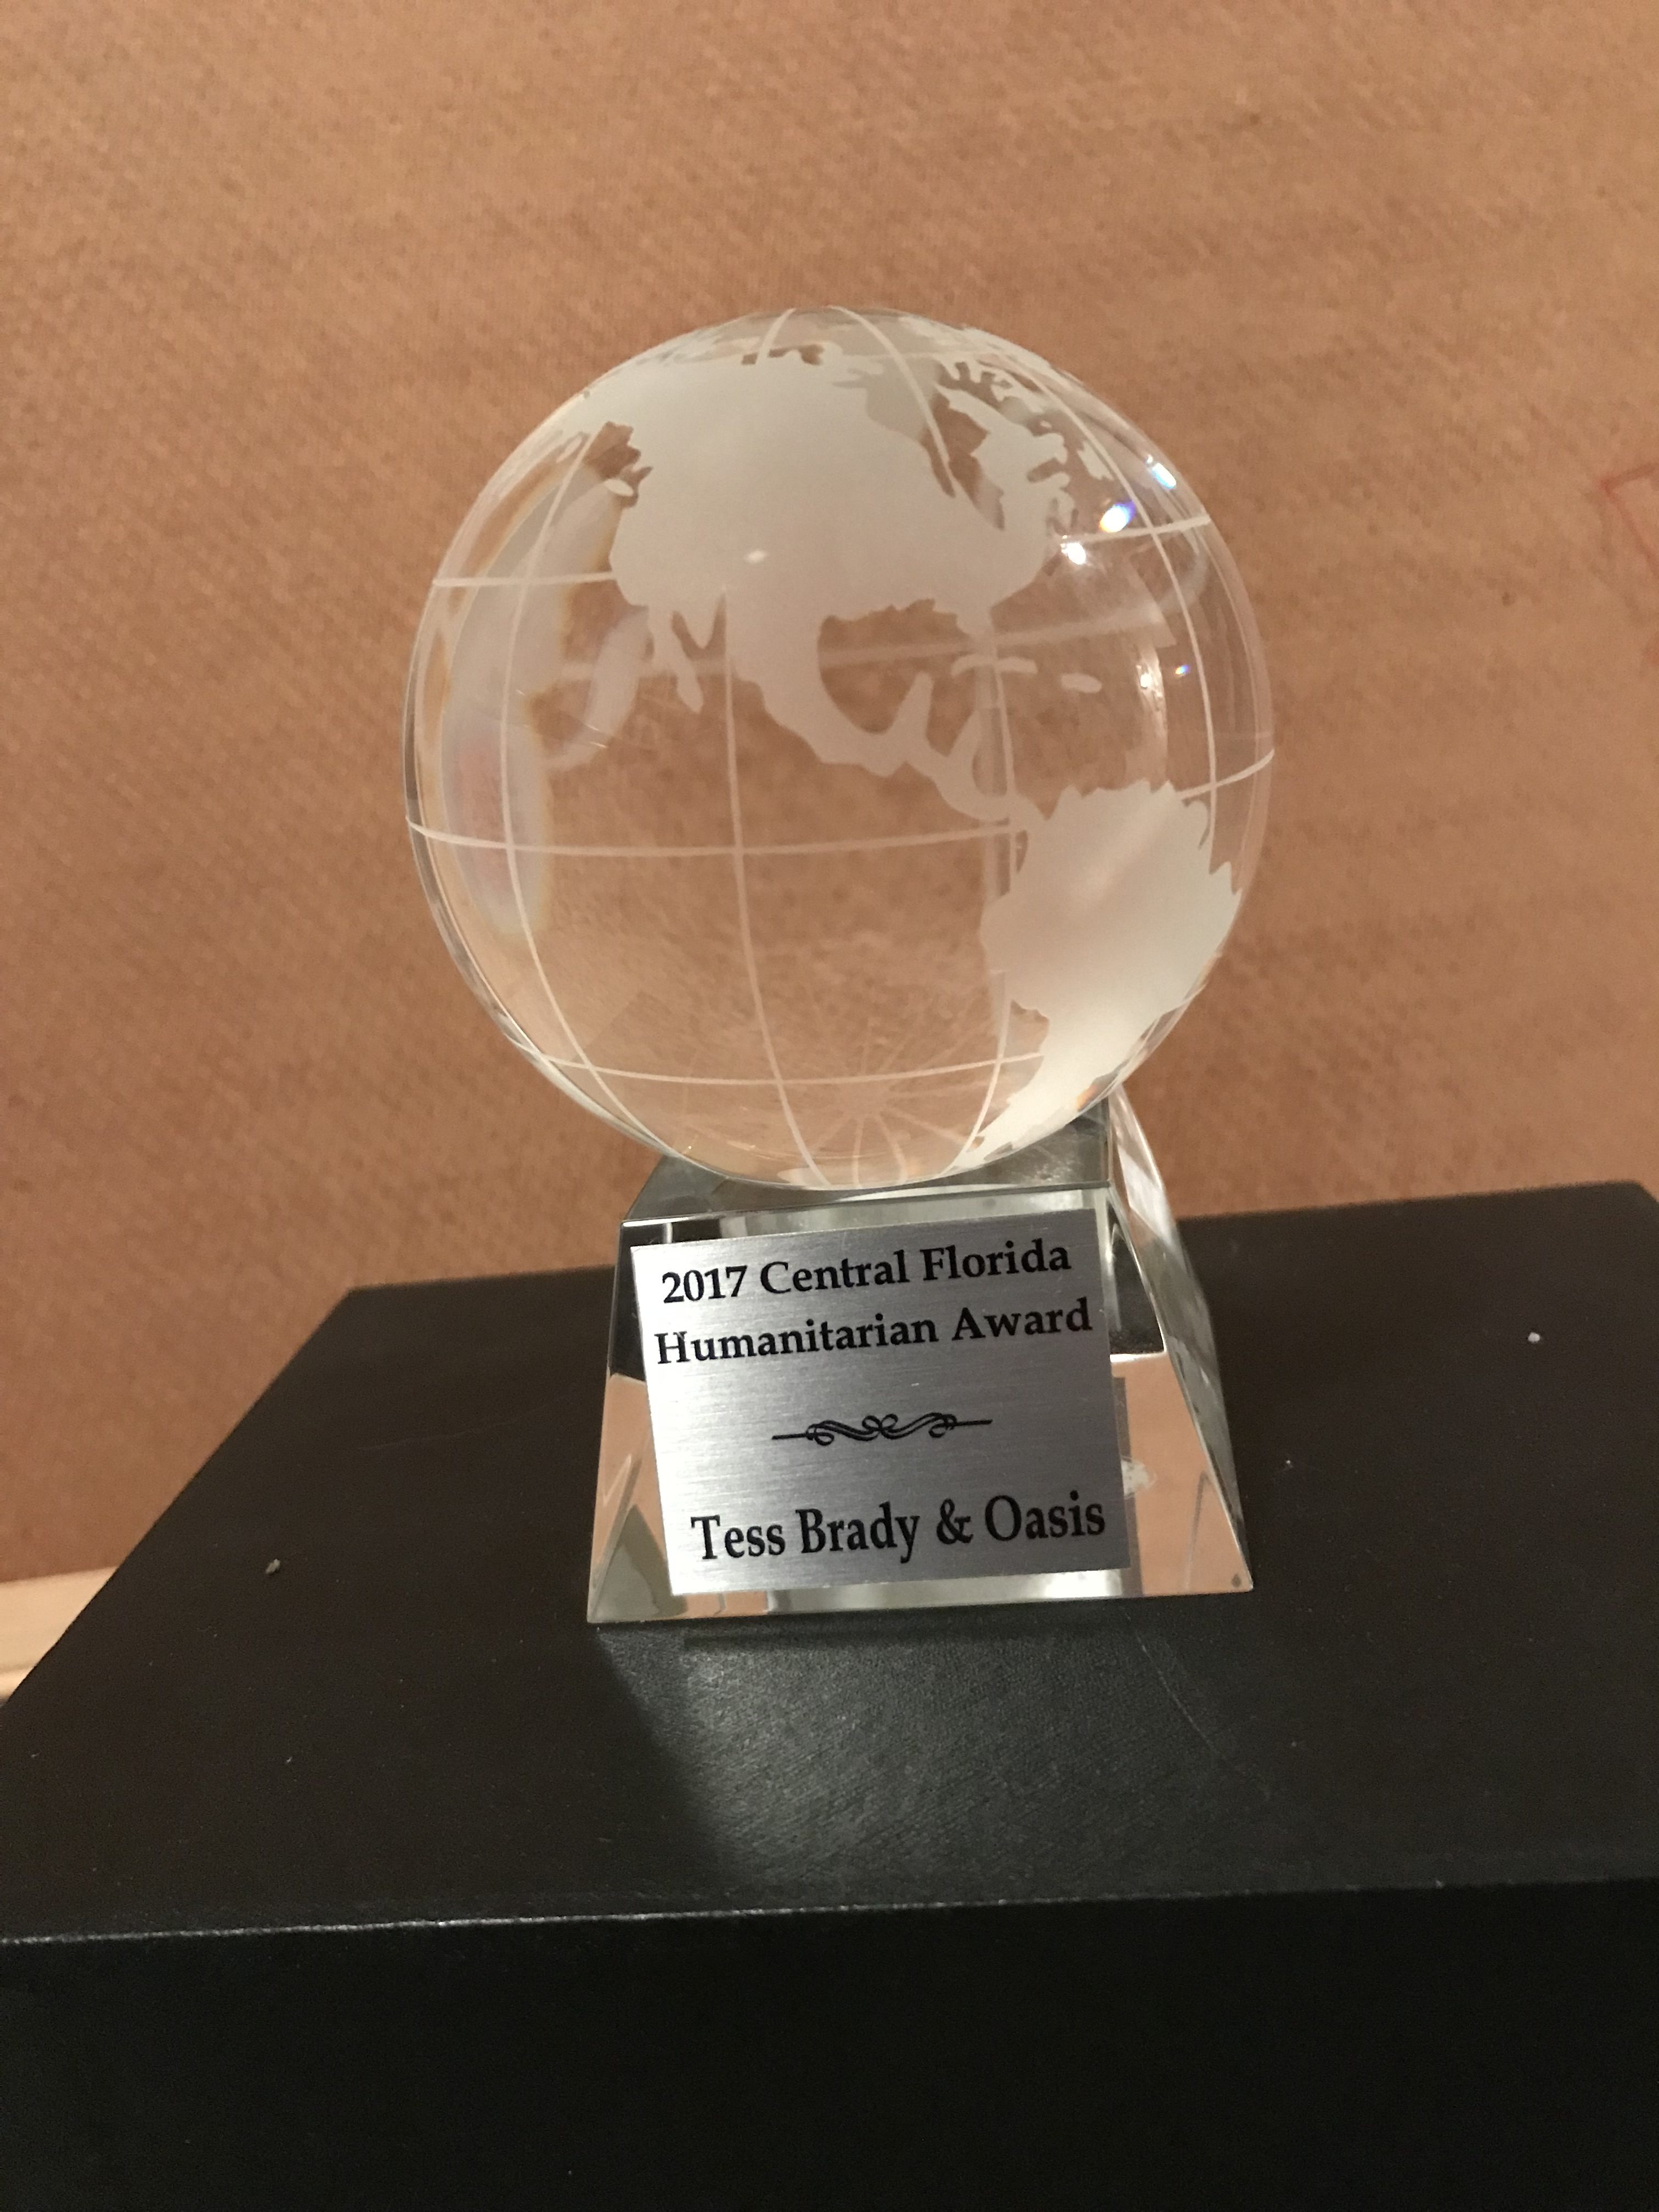 2017 Central Florida
Humanitarian Award
Tess Brady & Oasis